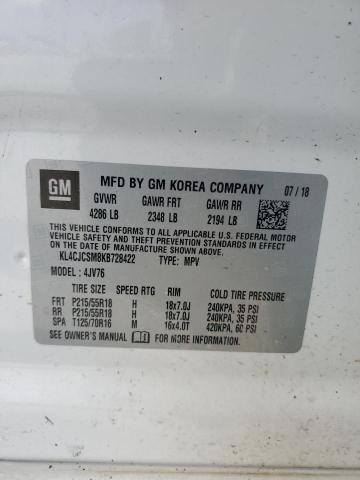 GM
MFD BY GM KOREA COMPANY 07/18
GVWR GAWR FRT GAWR RR
4286 LB 2348 LB 2194 LB
THIS VEHICLE CONFORMS TO ALL APPLICABLE U.S. FEDERAL MOTOR
VEHICLE SAFETY, BUMPER, AND THEFT PREVENTION STANDARDS
IN EFFECT ON THE DATE OF MANUFACTURE SHOWN ABOVE.
KL4CJCSM8KB728422 TYPE: MPV
MODEL: 4JV76
TIRE SIZE SPEED RTG RIM COLD TIRE PRESSURE
FRT P215/55R18 H 18x7.0J 240KPA, 35 PSI
RR P215/55R18 H 18x7.0J 240KPA, 35 PSI
SPA T125/70R16 M 16x4.0T 420KPA, 60 PSI
SEE OWNER'S MANUAL FOR MORE INFORMATION.